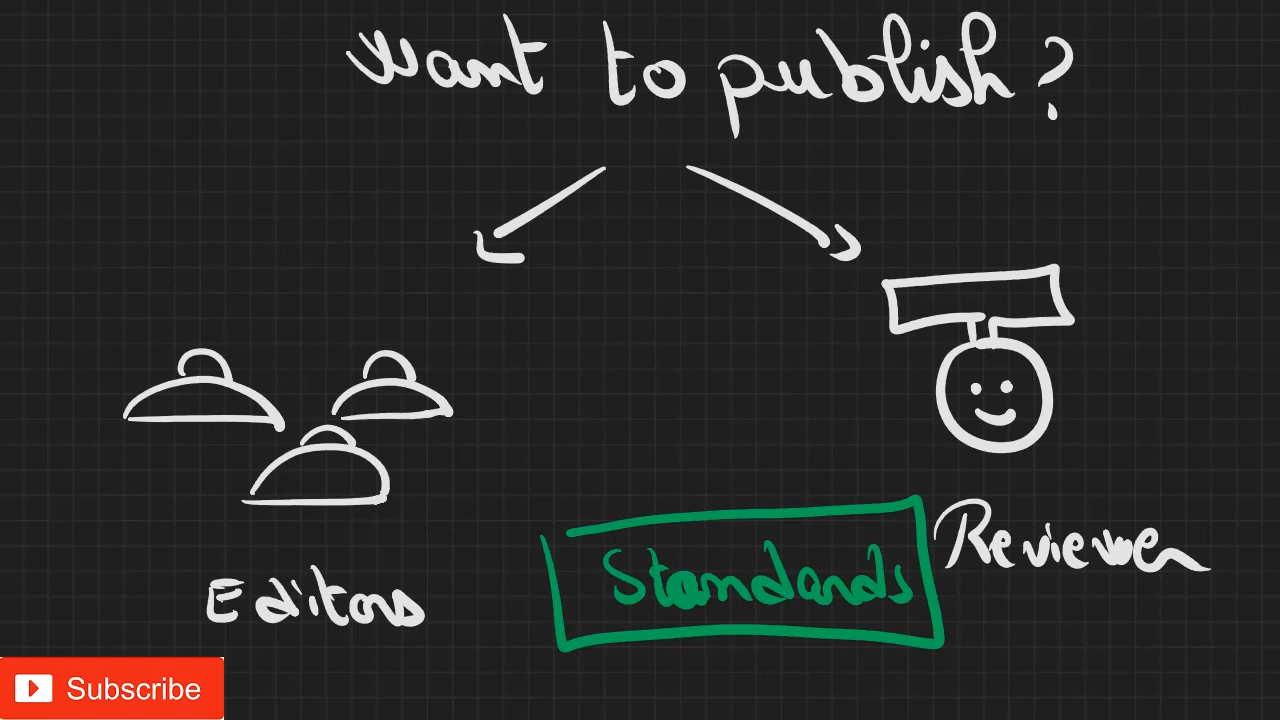 Want to publish?
Reviewer
Standards
Editors
Subscribe